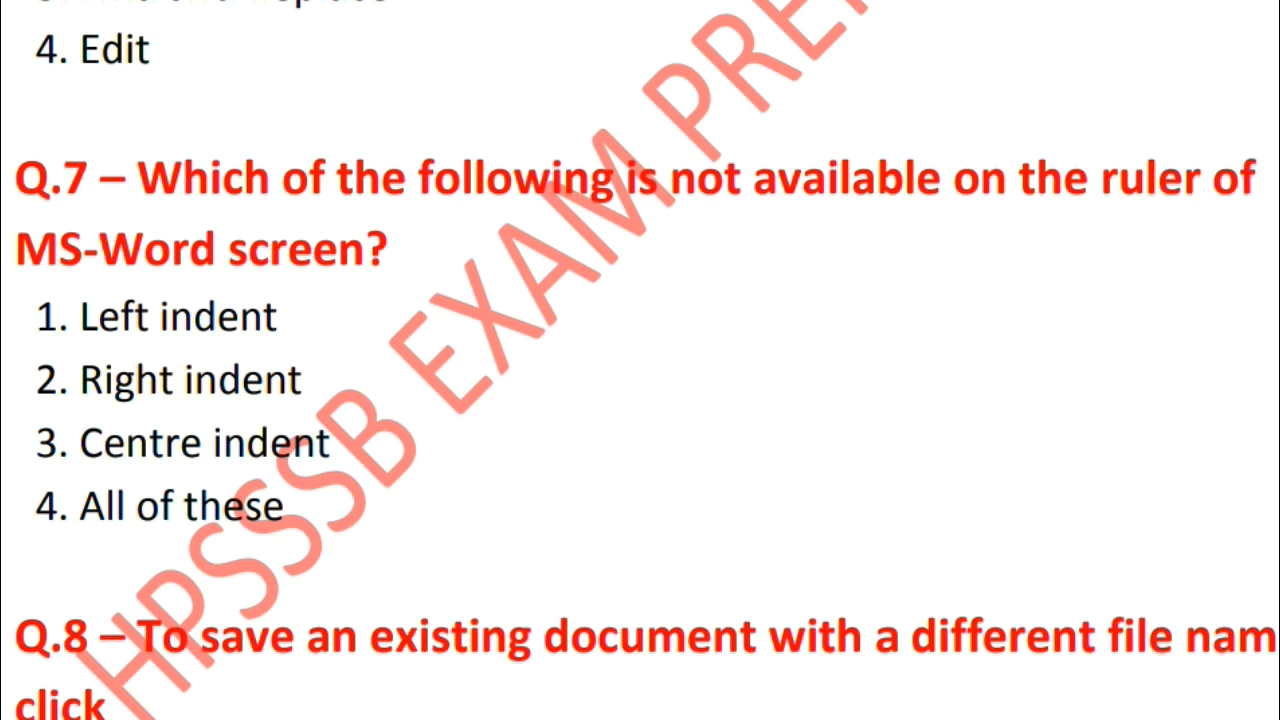 4. Edit
Q.7 – Which of the following is not available on the ruler of
MS-Word screen?
1. Left indent
2. Right indent
3. Centre indent
4. All of these
Q.8 – To save an existing document with a different file nam
click
HPSSSB EXAM PREP